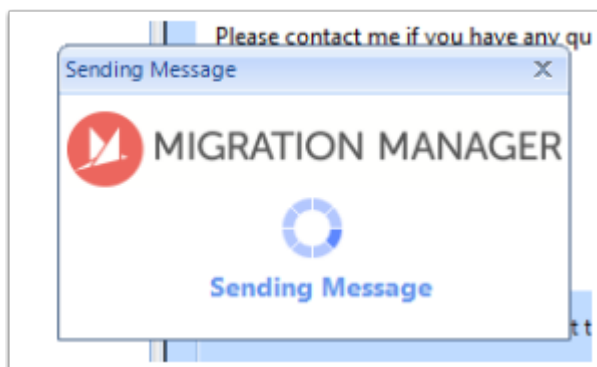 Please contact me if you have any qu
Sending Message
MIGRATION MANAGER
Sending Message
t t